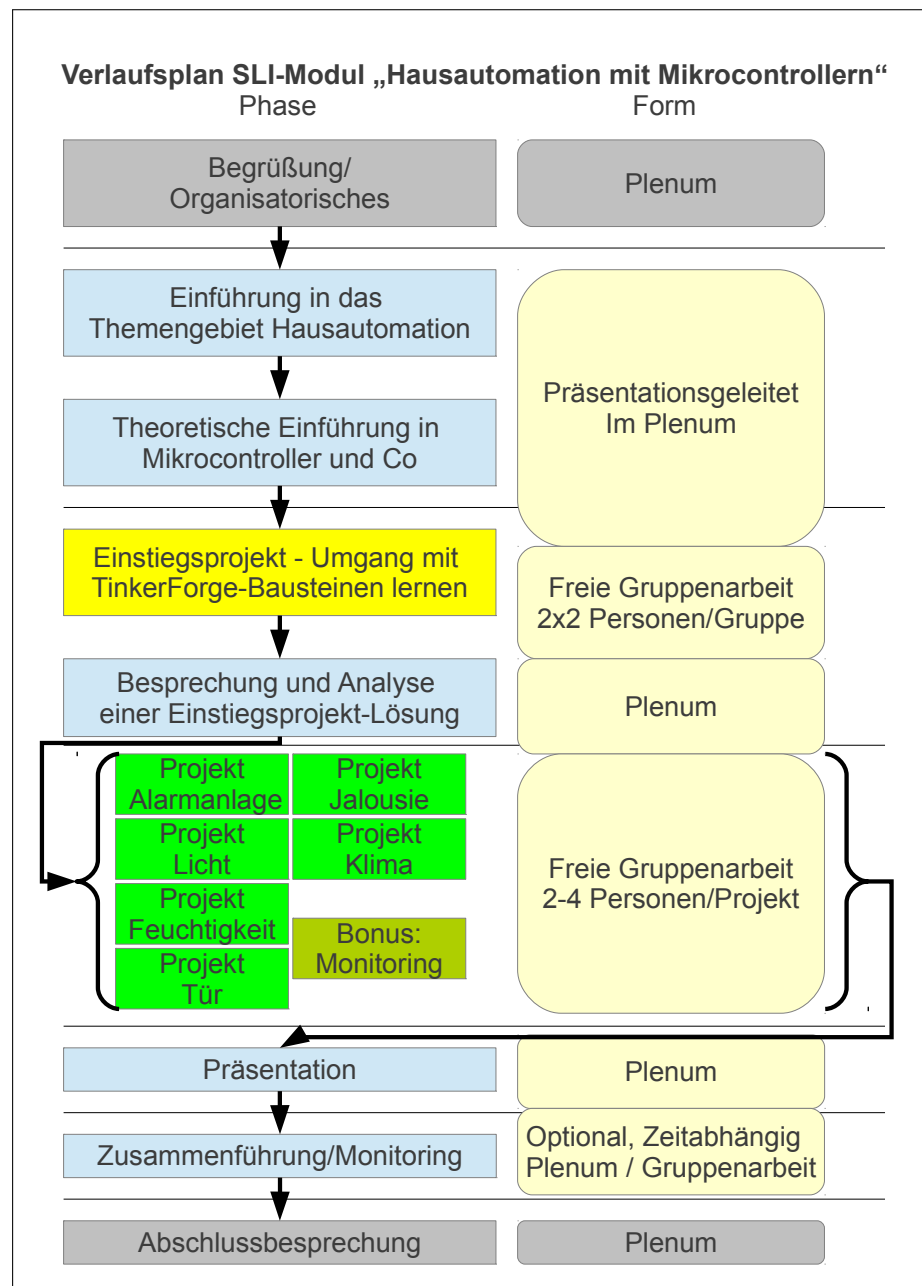 Verlaufsplan SLI-Modul „Hausautomation mit Mikrocontrollern“
Phase
Form
Begrüßung/
Organisatorisches
Plenum
Einführung in das
Themengebiet Hausautomation
Theoretische Einführung in
Mikrocontroller und Co
Präsentationsgeleitet
Im Plenum
Einstiegsprojekt - Umgang mit
TinkerForge-Bausteinen lernen
Freie Gruppenarbeit
2x2 Personen/Gruppe
Besprechung und Analyse
einer Einstiegsprojekt-Lösung
Plenum
Projekt
Alarmanlage
Projekt
Jalousie
Projekt
Licht
Projekt
Klima
Projekt
Feuchtigkeit
Bonus:
Monitoring
Projekt
Tür
Freie Gruppenarbeit
2-4 Personen/Projekt
Präsentation
Plenum
Zusammenführung/Monitoring
Optional, Zeitabhängig
Plenum / Gruppenarbeit
Abschlussbesprechung
Plenum